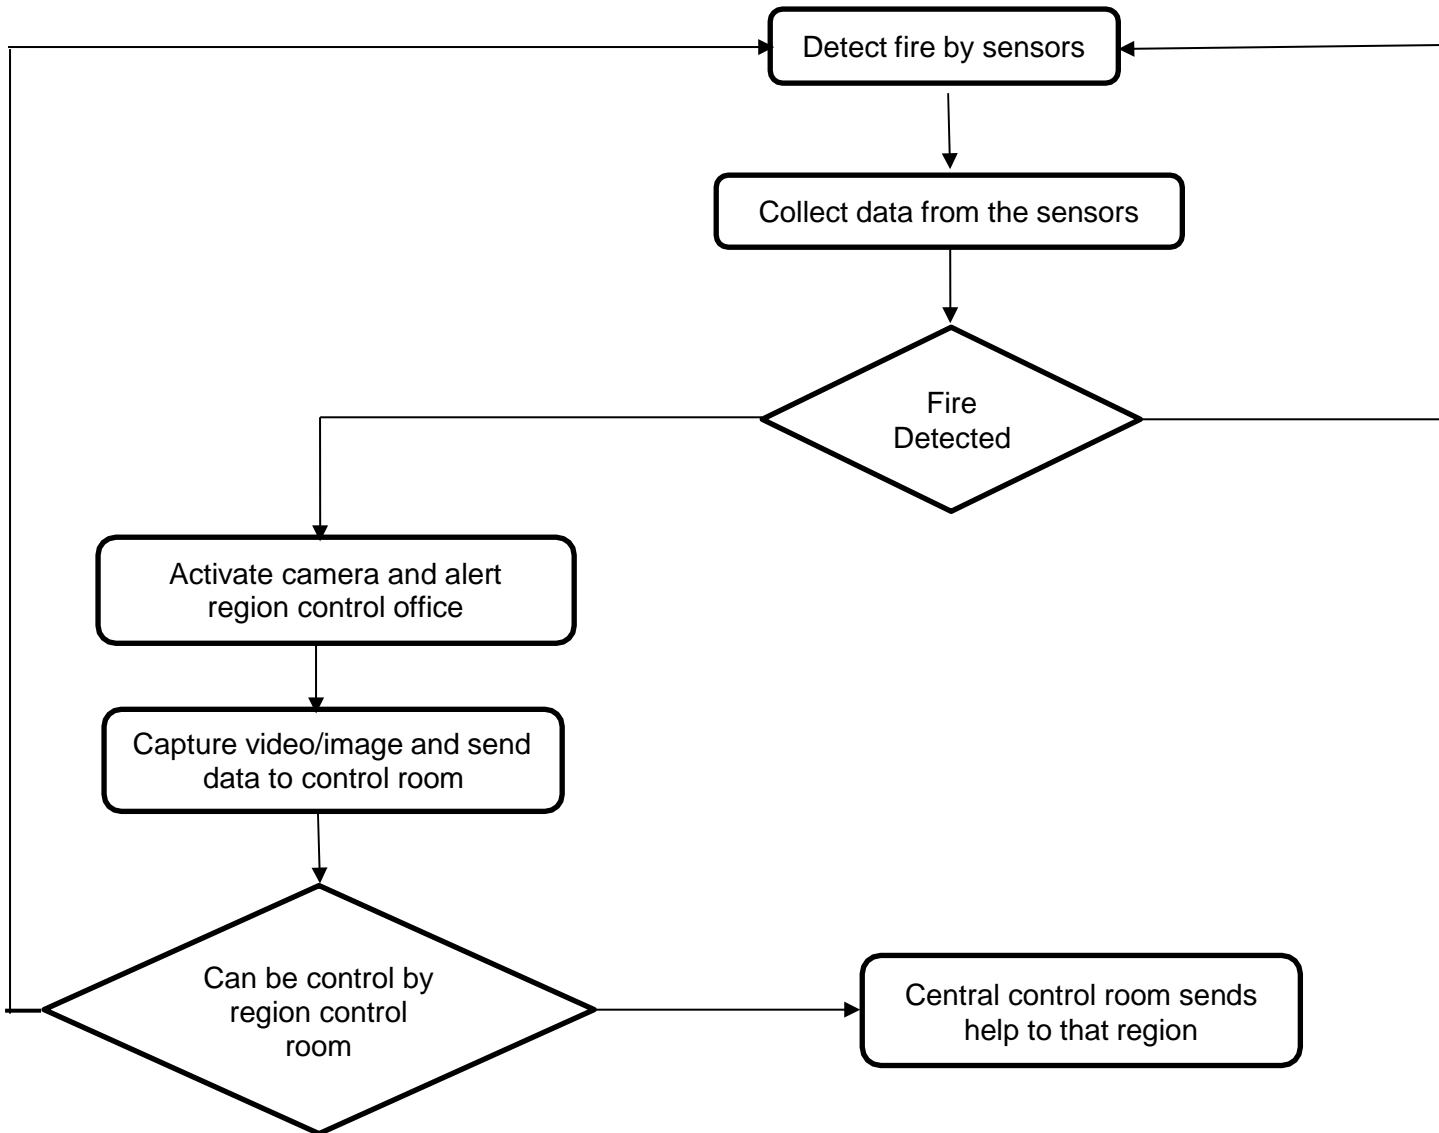 Detect fire by sensors
Collect data from the sensors
Fire
Detected
Activate camera and alert
region control office
Capture video/image and send
data to control room
Can be control by
region control
room
Central control room sends
help to that region